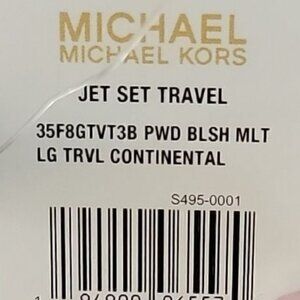 MICHAEL
MICHAEL KORS
JET SET TRAVEL
35F8GTVT3B PWD BLSH MLT
LG TRVL CONTINENTAL
S495-0001